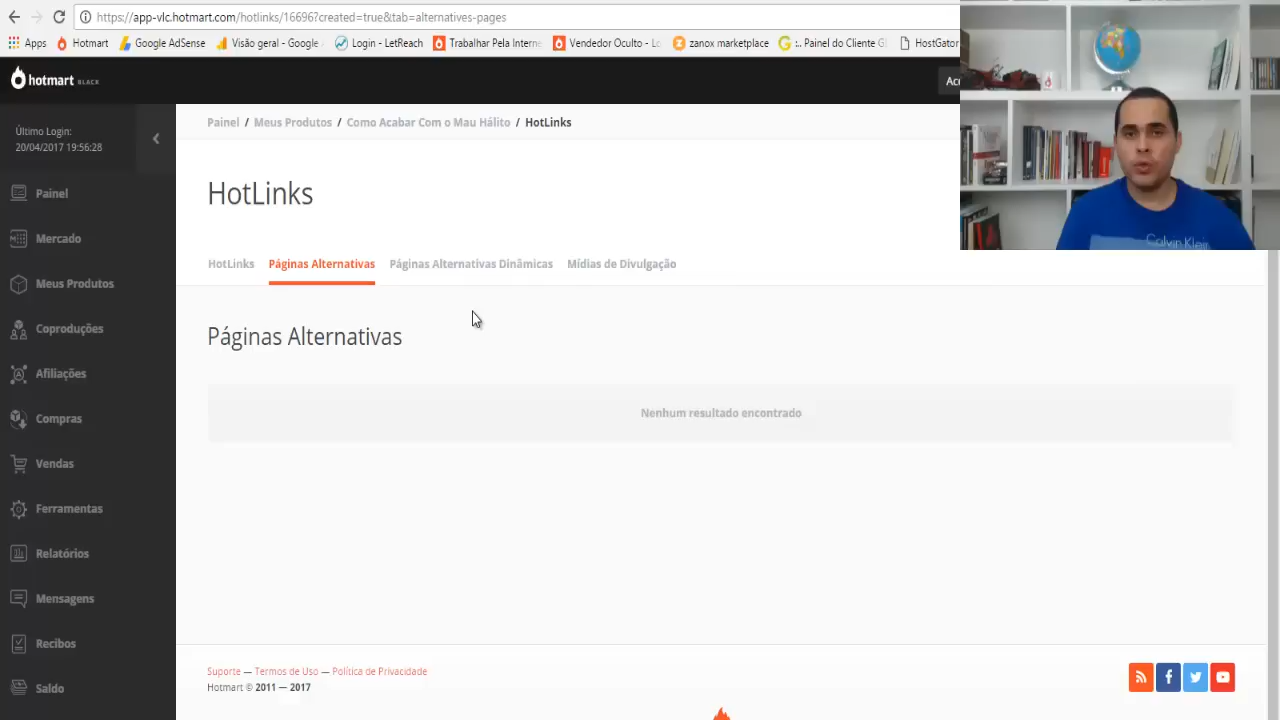 https://app-vlc.hotmart.com/hotlinks/16696?created=true&tab=alternatives-pages
Apps
Hotmart
Google AdSense
Visão geral - Google
Login - LetReach
Trabalhar Pela Interne
Vendedor Oculto - Lo
zanox marketplace
:. Painel do Cliente G
HostGator
hotmart BLACK
Último Login:
20/04/2017 19:56:28
Painel / Meus Produtos / Como Acabar Com o Mau Hálito / HotLinks
Painel
Mercado
Meus Produtos
Coproduções
Afiliações
Compras
Vendas
Ferramentas
Relatórios
Mensagens
Recibos
Saldo
HotLinks
HotLinks
Páginas Alternativas
Páginas Alternativas Dinâmicas
Mídias de Divulgação
Páginas Alternativas
Nenhum resultado encontrado
Suporte — Termos de Uso — Política de Privacidade
Hotmart © 2011 — 2017
Calvin Klein